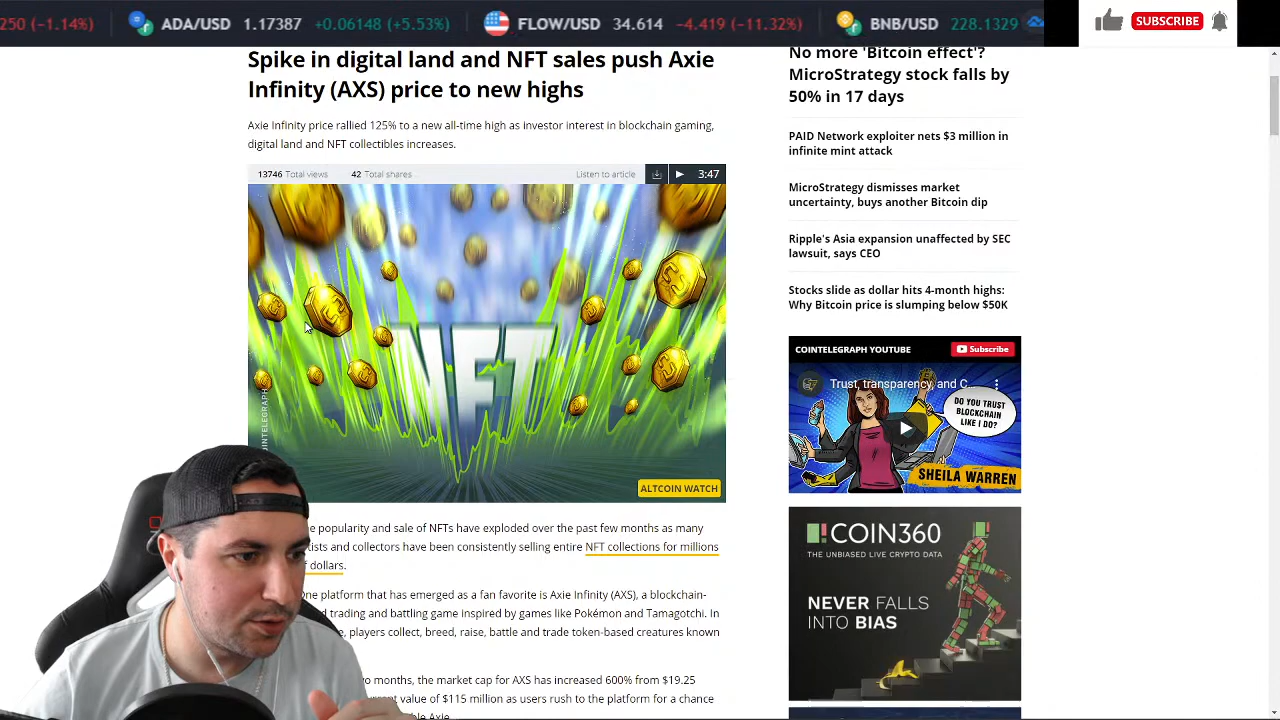 250 (-1.14%) ADA/USD 1.17387 +0.06148 (+5.53%) FLOW/USD 34.614 -4.419 (-11.32%) BNB/USD 228.1329
SUBSCRIBE
Spike in digital land and NFT sales push Axie
Infinity (AXS) price to new highs
Axie Infinity price rallied 125% to a new all-time high as investor interest in blockchain gaming,
digital land and NFT collectibles increases.
13746 Total views 42 Total shares Listen to article 3:47
NFT
COINTELEGRAPH
ALTCOIN WATCH
popularity and sale of NFTs have exploded over the past few months as many
and collectors have been consistently selling entire NFT collections for millions
dollars.
platform that has emerged as a fan favorite is Axie Infinity (AXS), a blockchain-
trading and battling game inspired by games like Pokemon and Tamagotchi. In
players collect, breed, raise, battle and trade token-based creatures known
months, the market cap for AXS has increased 600% from $19.25
value of $115 million as users rush to the platform for a chance
Axie.
No more 'Bitcoin effect'?
MicroStrategy stock falls by
50% in 17 days
PAID Network exploiter nets $3 million in
infinite mint attack
MicroStrategy dismisses market
uncertainty, buys another Bitcoin dip
Ripple's Asia expansion unaffected by SEC
lawsuit, says CEO
Stocks slide as dollar hits 4-month highs:
Why Bitcoin price is slumping below $50K
COINTELEGRAPH YOUTUBE Subscribe
Trust, transparency, and C...
DO YOU TRUST
BLOCKCHAIN
LIKE I DO?
SHEILA WARREN
COIN360
THE UNBIASED LIVE CRYPTO DATA
NEVER FALLS
INTO BIAS